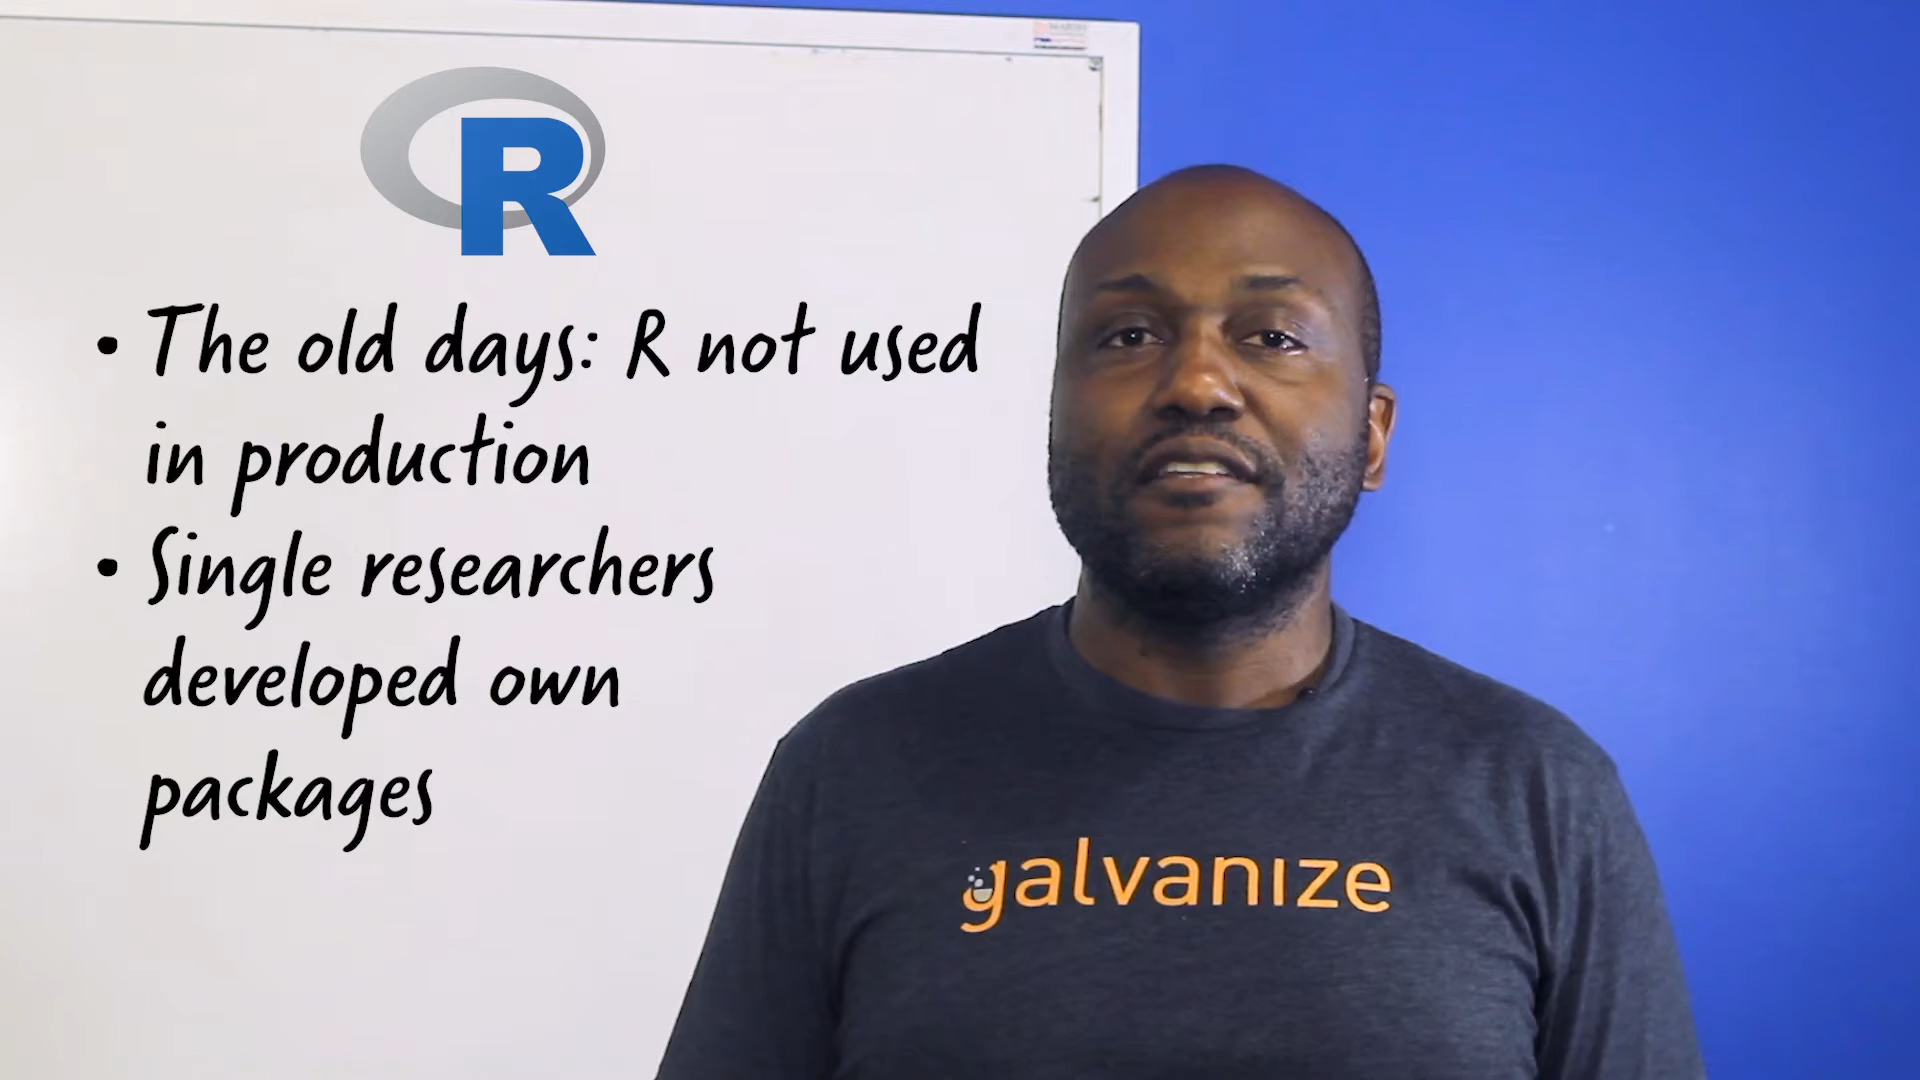 R
• The old days: R not used
in production
• Single researchers
developed own
packages
galvanize